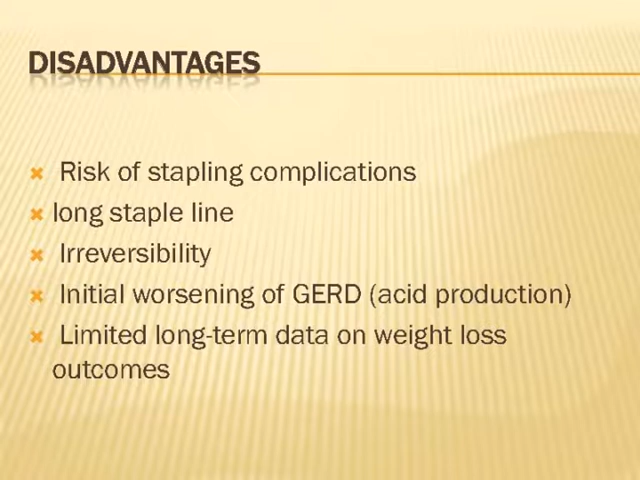 DISADVANTAGES
Risk of stapling complications
long staple line
Irreversibility
Initial worsening of GERD (acid production)
Limited long-term data on weight loss
outcomes